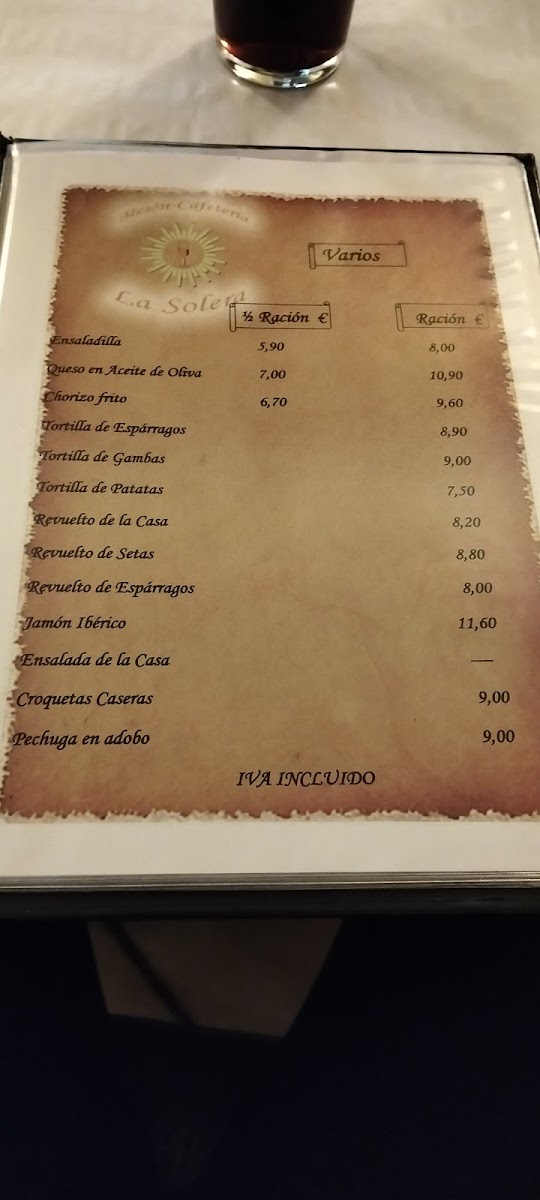 Mesón-Cafetería
La Solera
Varios
½ Ración € Ración €
Ensaladilla 5,90 8,00
Queso en Aceite de Oliva 7,00 10,90
Chorizo frito 6,70 9,60
Tortilla de Espárragos 8,90
Tortilla de Gambas 9,00
Tortilla de Patatas 7,50
Revuelto de la Casa 8,20
Revuelto de Setas 8,80
Revuelto de Espárragos 8,00
Jamón Ibérico 11,60
Ensalada de la Casa —
Croquetas Caseras 9,00
Pechuga en adobo 9,00
IVA INCLUIDO